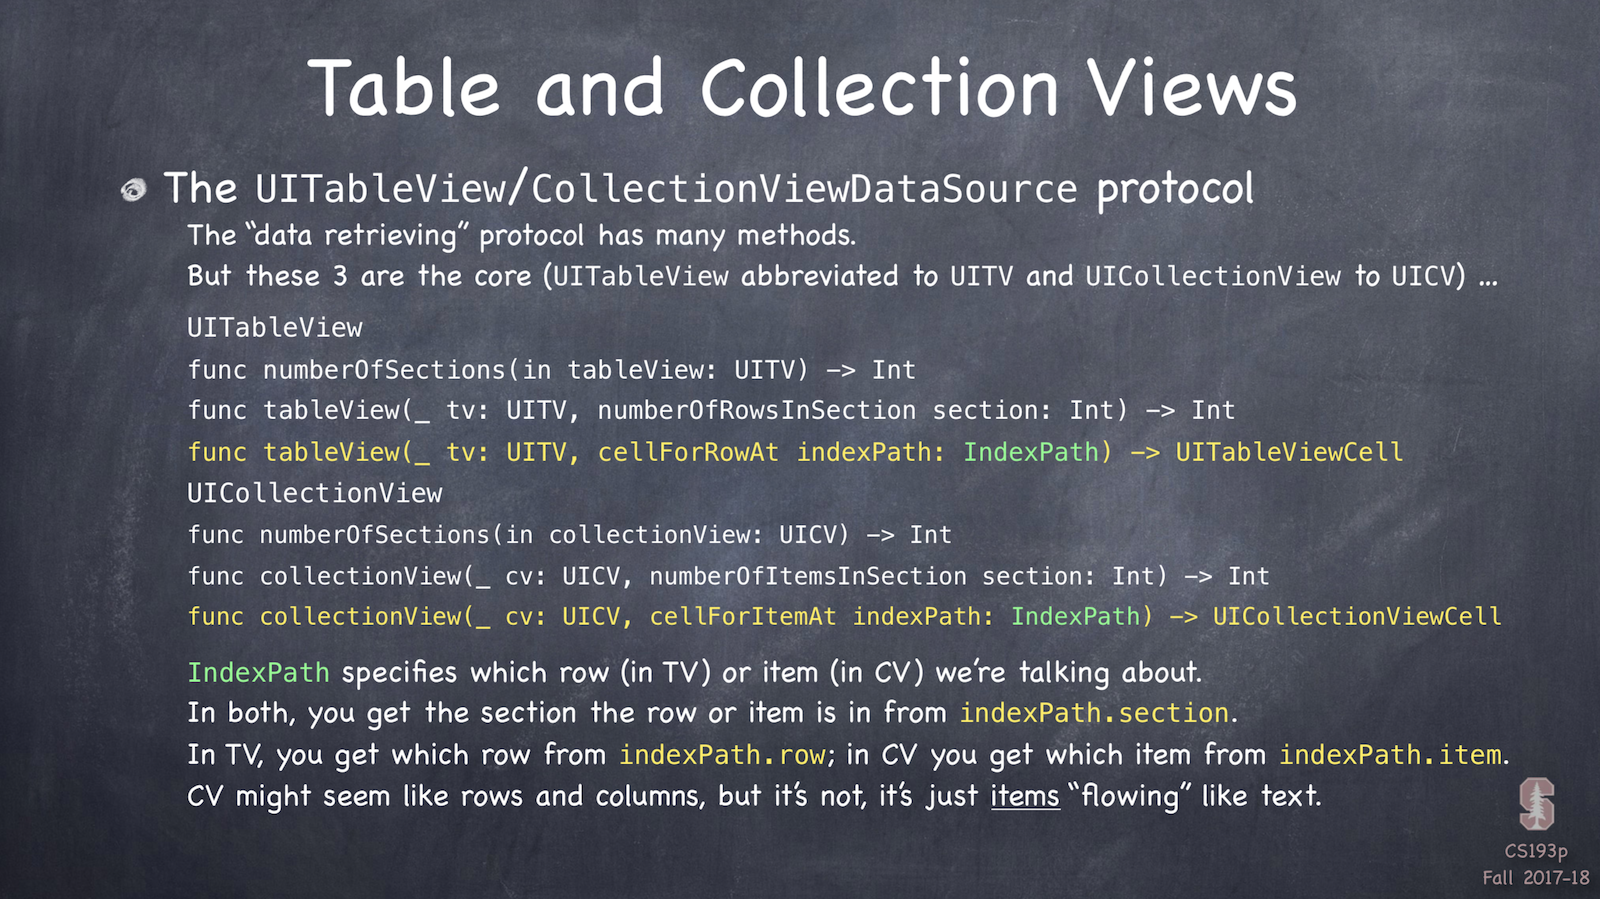 Table and Collection Views
The UITableView/CollectionViewDataSource protocol
The “data retrieving” protocol has many methods.
But these 3 are the core (UITableView abbreviated to UITV and UICollectionView to UICV) ...
UITableView
func numberOfSections(in tableView: UITV) -> Int
func tableView(_ tv: UITV, numberOfRowsInSection section: Int) -> Int
func tableView(_ tv: UITV, cellForRowAt indexPath: IndexPath) -> UITableViewCell
UICollectionView
func numberOfSections(in collectionView: UICV) -> Int
func collectionView(_ cv: UICV, numberOfItemsInSection section: Int) -> Int
func collectionView(_ cv: UICV, cellForItemAt indexPath: IndexPath) -> UICollectionViewCell
IndexPath specifies which row (in TV) or item (in CV) we’re talking about.
In both, you get the section the row or item is in from indexPath.section.
In TV, you get which row from indexPath.row; in CV you get which item from indexPath.item.
CV might seem like rows and columns, but it’s not, it’s just items “flowing” like text.
S
CS193p
Fall 2017-18